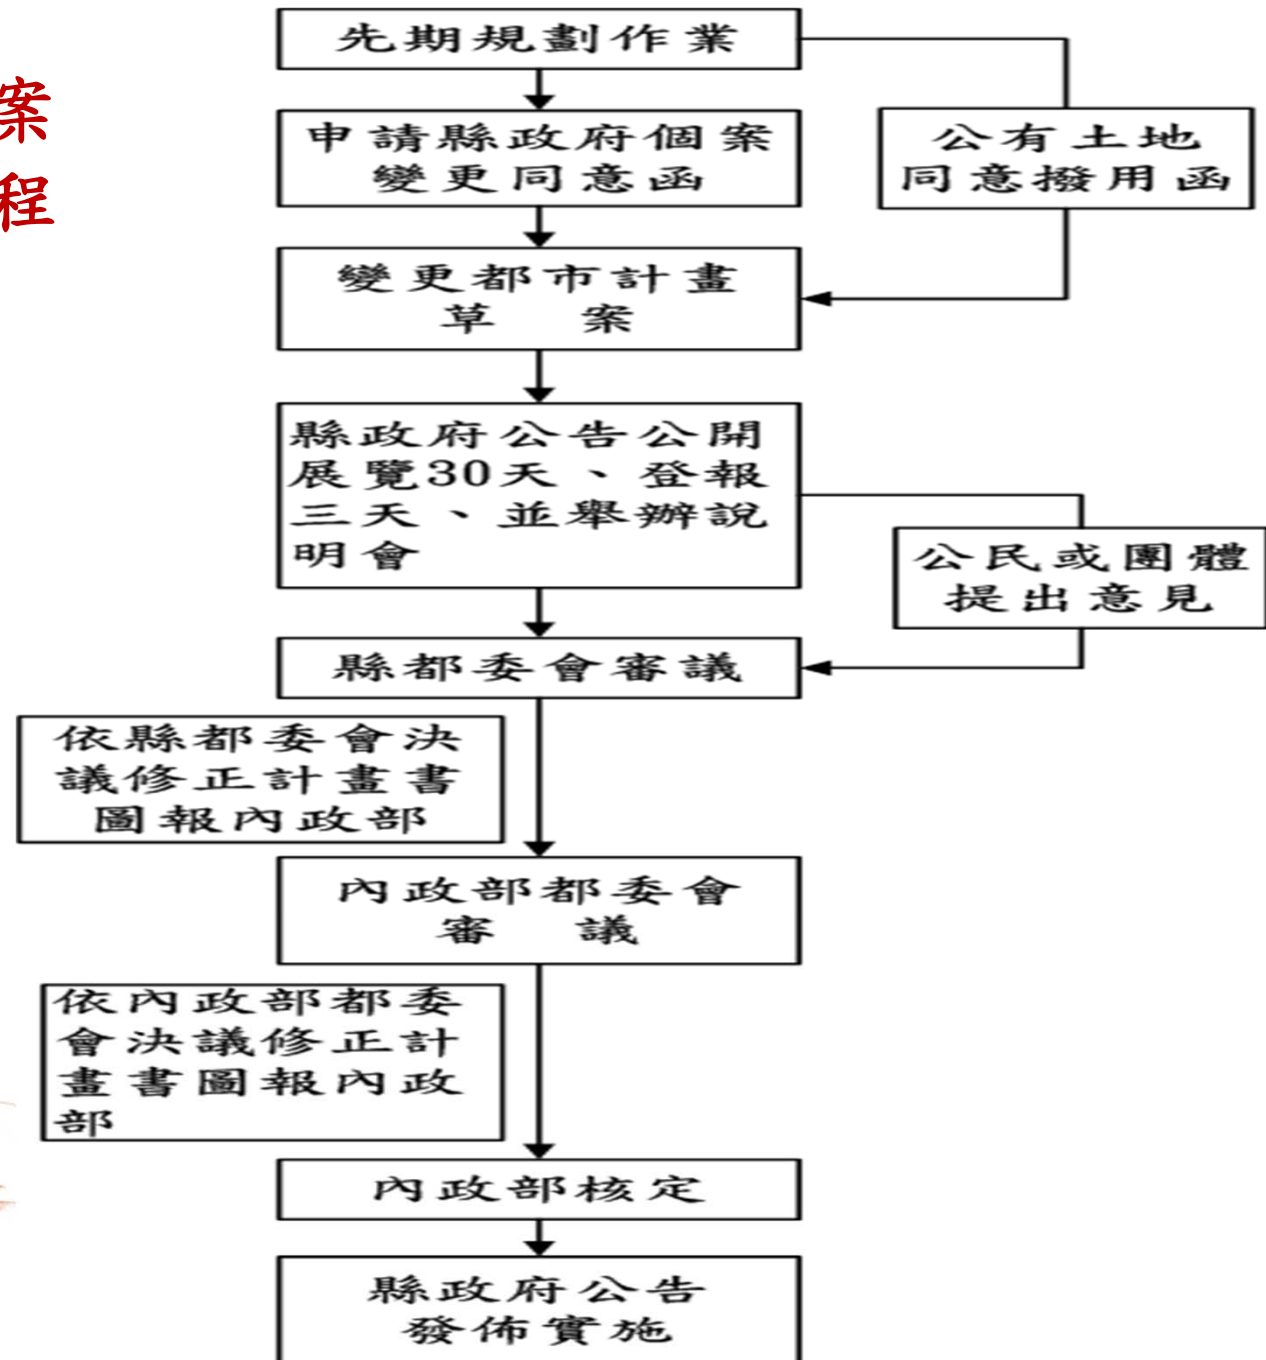 案
程
先期規劃作業
申請縣政府個案
變更同意函
公有土地
同意撥用函
變更都市計畫
草　案
縣政府公告公開
展覽30天、登報
三天、並舉辦說
明會
公民或團體
提出意見
縣都委會審議
依縣都委會決
議修正計畫書
圖報內政部
內政部都委會
審　議
依內政部都委
會決議修正計
畫書圖報內政
部
內政部核定
縣政府公告
發佈實施